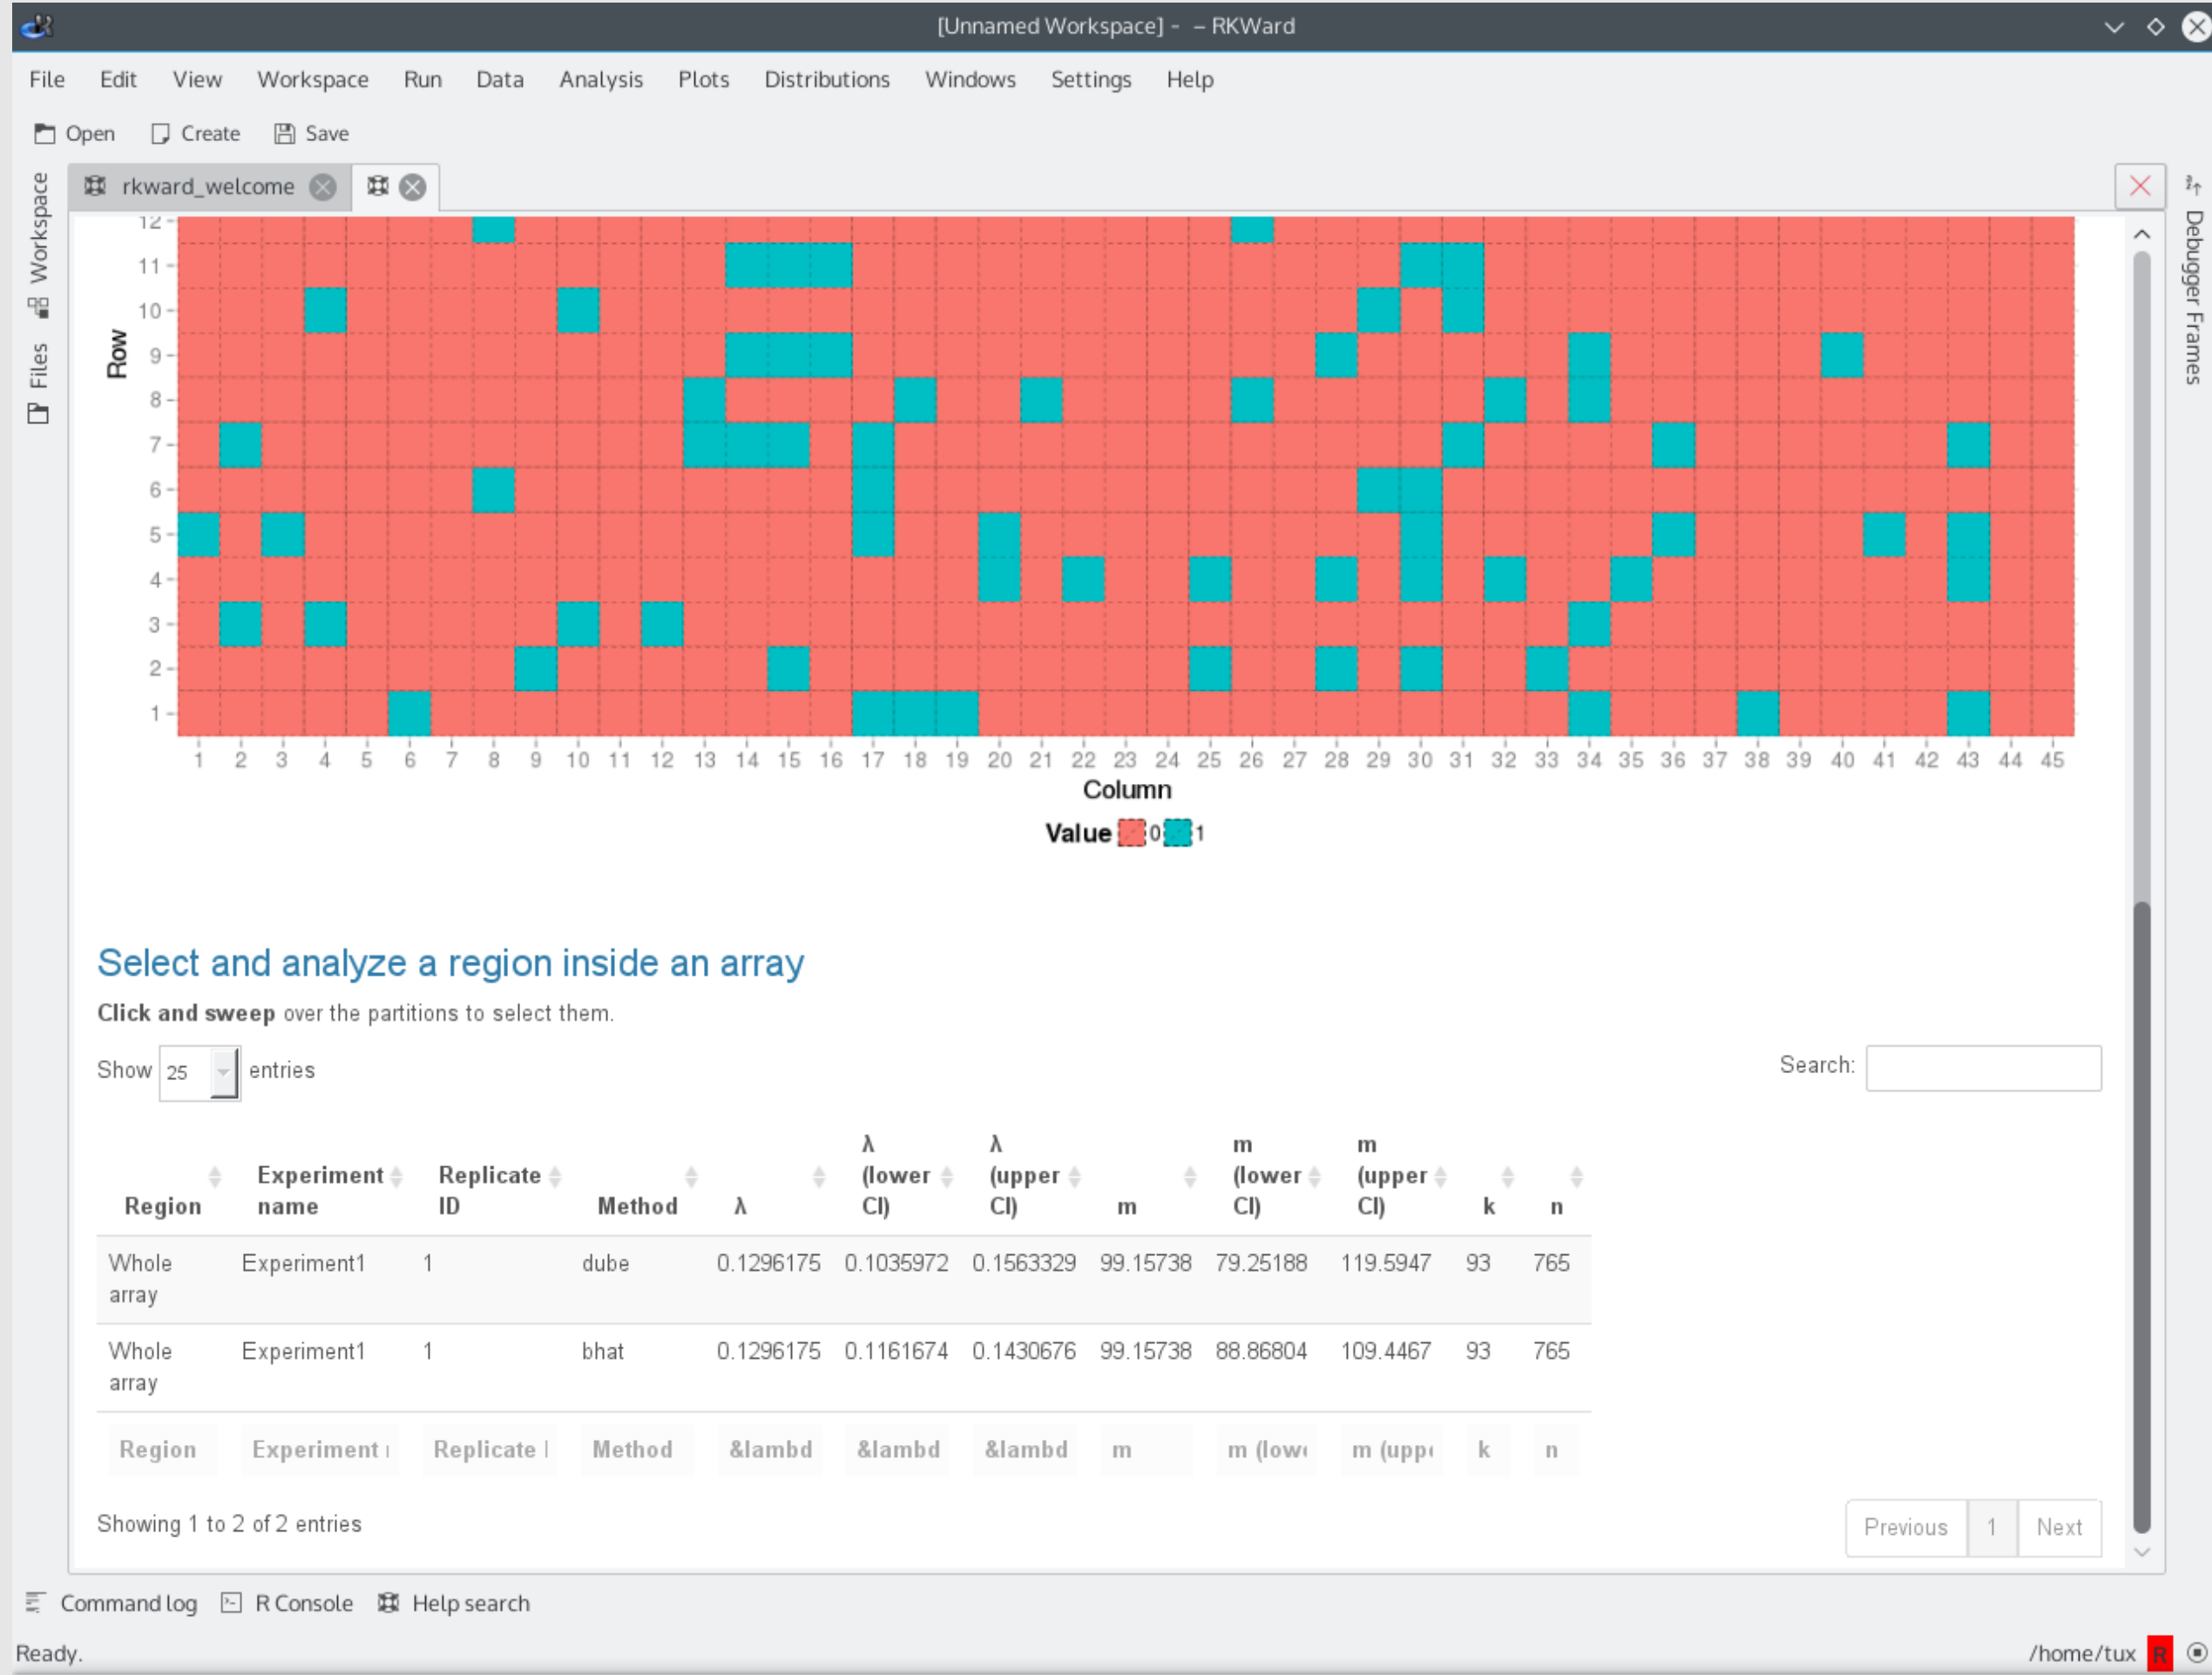 [Unnamed Workspace] - – RKWard
File Edit View Workspace Run Data Analysis Plots Distributions Windows Settings Help
Open Create Save
rkward_welcome
Workspace
Files
Debugger Frames
Row
12
11
10
9
8
7
6
5
4
3
2
1
1 2 3 4 5 6 7 8 9 10 11 12 13 14 15 16 17 18 19 20 21 22 23 24 25 26 27 28 29 30 31 32 33 34 35 36 37 38 39 40 41 42 43 44 45
Column
Value 0 1
Select and analyze a region inside an array
Click and sweep over the partitions to select them.
Show 25 entries
Search:
λ λ m m
Experiment Replicate (lower (upper (lower (upper
Region name ID Method λ CI) CI) m CI) CI) k n
Whole Experiment1 1 dube 0.1296175 0.1035972 0.1563329 99.15738 79.25188 119.5947 93 765
array
Whole Experiment1 1 bhat 0.1296175 0.1161674 0.1430676 99.15738 88.86804 109.4467 93 765
array
Region Experiment Replicate Method &lambd &lambd &lambd m m (low m (upp k n
Showing 1 to 2 of 2 entries
Previous 1 Next
Command log R Console Help search
Ready.
/home/tux R